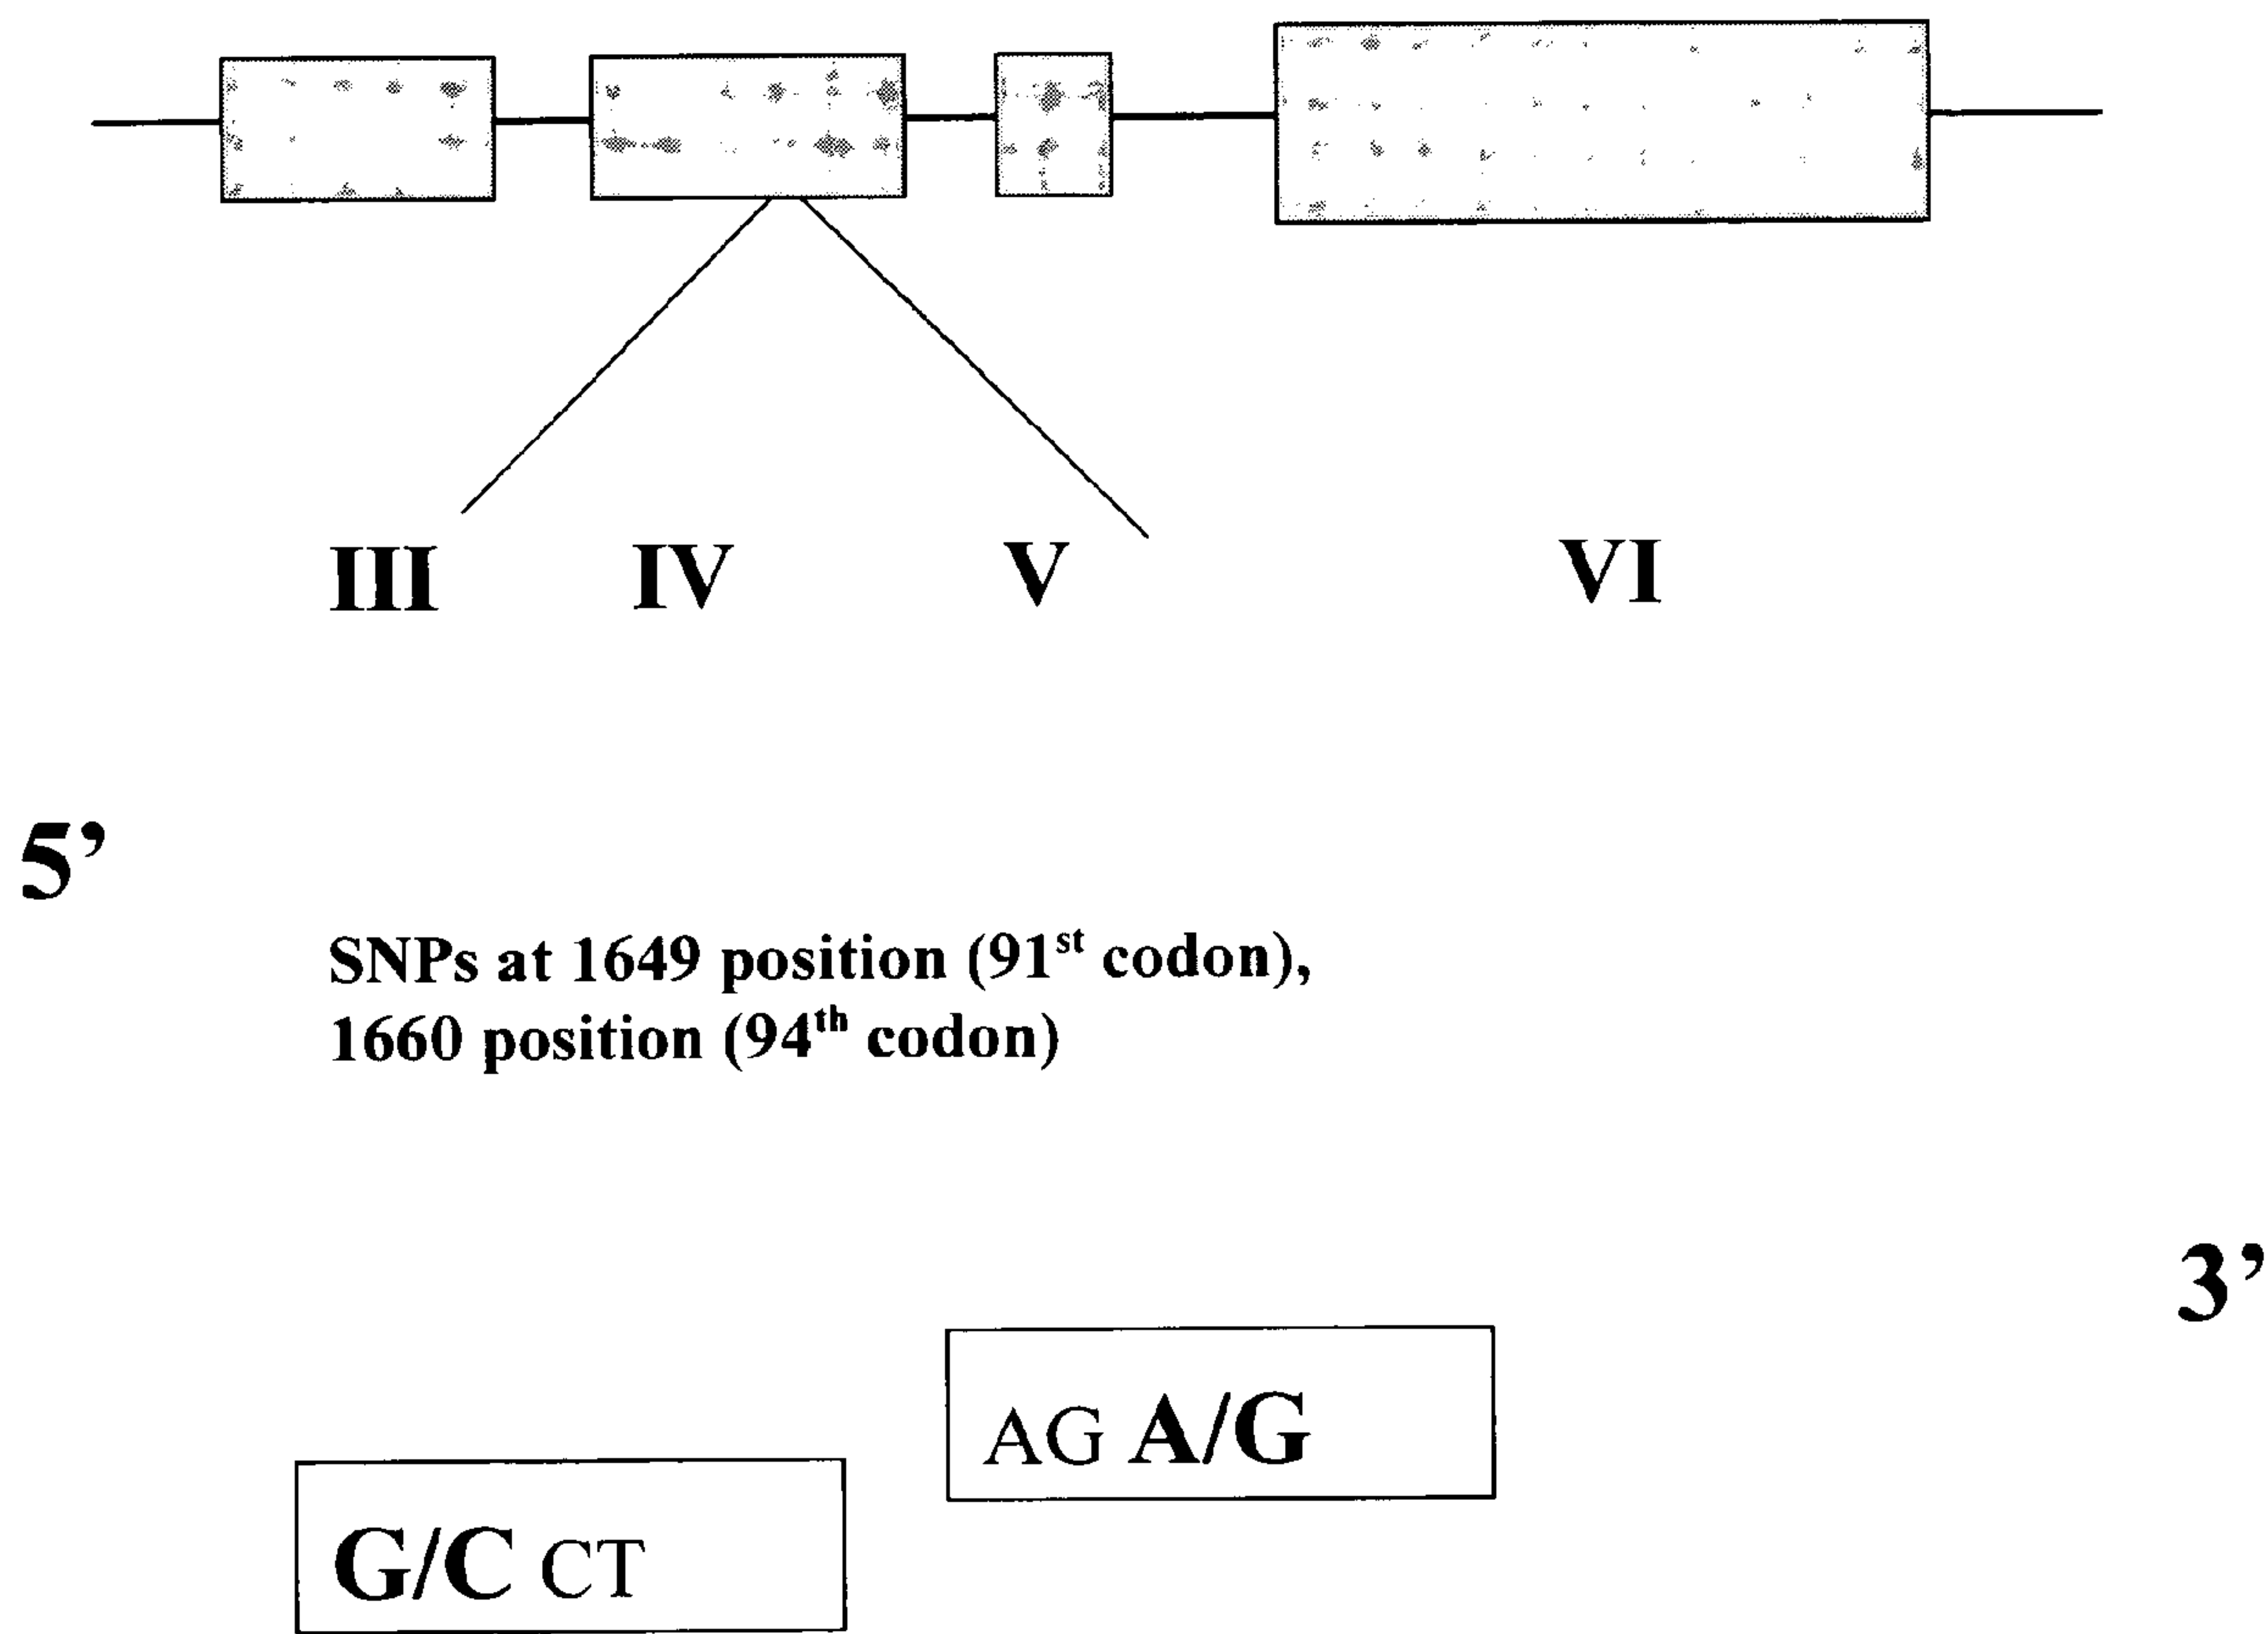 III IV V VI
5’
SNPs at 1649 position (91st codon),
1660 position (94th codon)
3’
AG A/G
G/C CT